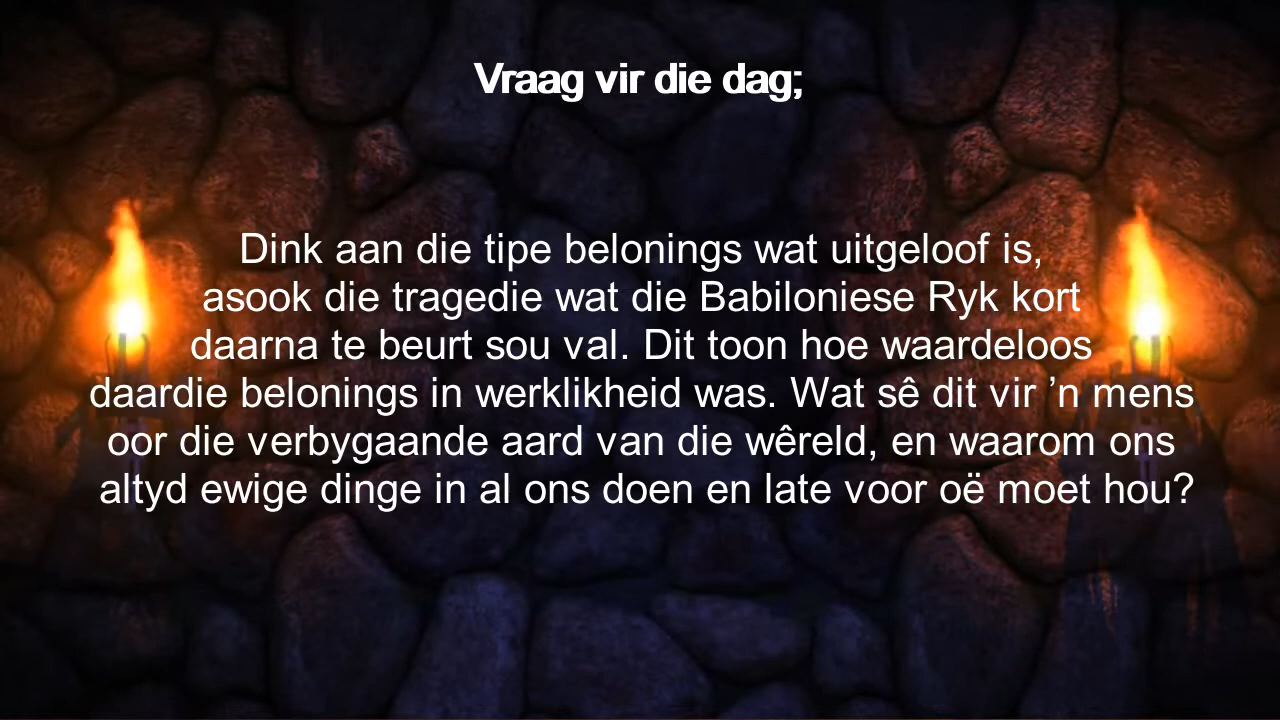 Vraag vir die dag;
Dink aan die tipe belonings wat uitgeloof is,
asook die tragedie wat die Babiloniese Ryk kort
daarna te beurt sou val. Dit toon hoe waardeloos
daardie belonings in werklikheid was. Wat sê dit vir ’n mens
oor die verbygaande aard van die wêreld, en waarom ons
altyd ewige dinge in al ons doen en late voor oë moet hou?